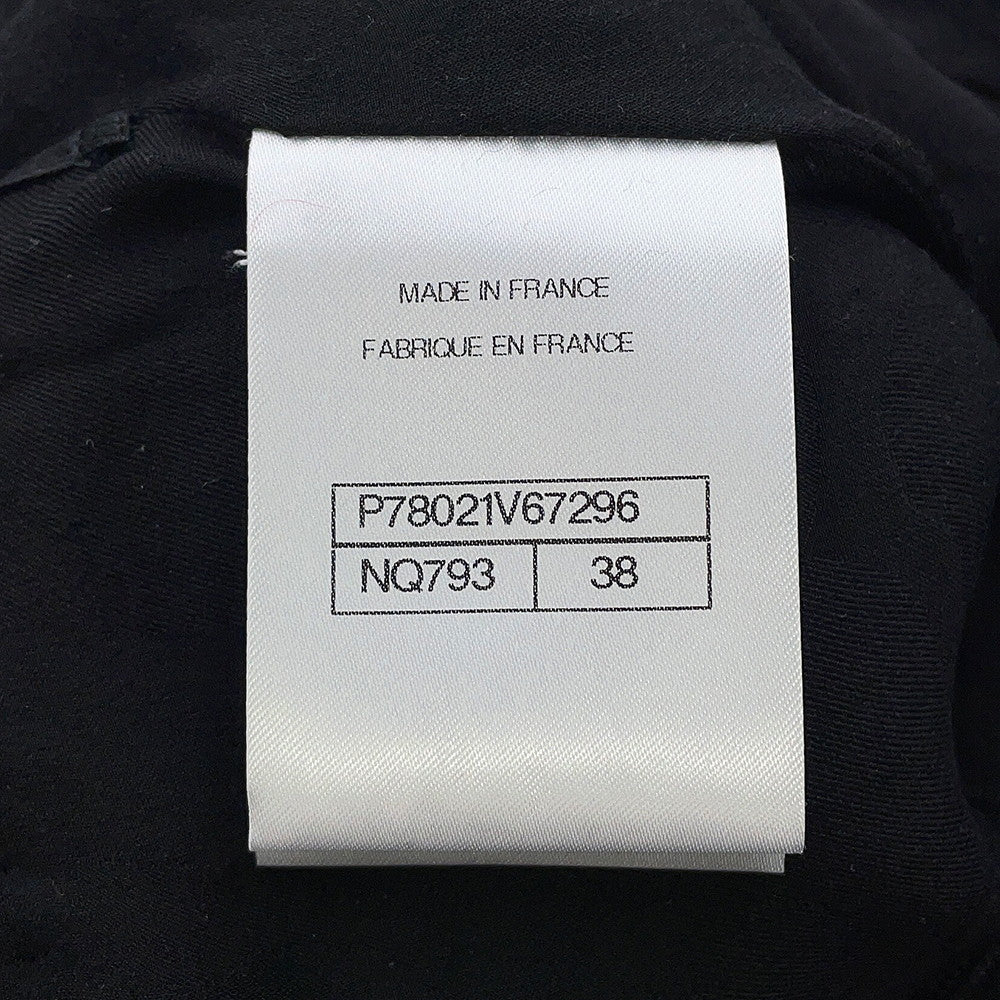 MADE IN FRANCE
FABRIQUE EN FRANCE
P78021V67296
NQ793 38